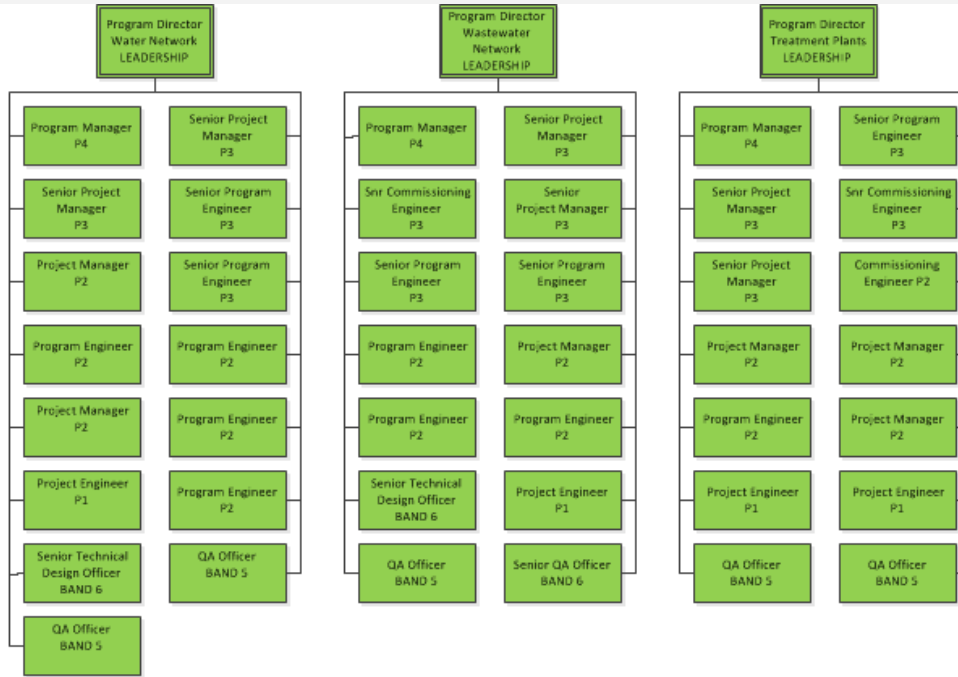 Program Director
Water Network
LEADERSHIP
Program Manager
P4
Senior Project
Manager
P3
Senior Project
Manager
P3
Senior Program
Engineer
P3
Project Manager
P2
Senior Program
Engineer
P3
Program Engineer
P2
Program Engineer
P2
Project Manager
P2
Program Engineer
P2
Project Engineer
P1
Program Engineer
P2
Senior Technical
Design Officer
BAND 6
QA Officer
BAND 5
QA Officer
BAND 5
Program Director
Wastewater
Network
LEADERSHIP
Program Manager
P4
Senior Project
Manager
P3
Snr Commissioning
Engineer
P3
Senior
Project Manager
P3
Senior Program
Engineer
P3
Senior Program
Engineer
P3
Program Engineer
P2
Project Manager
P2
Program Engineer
P2
Program Engineer
P2
Senior Technical
Design Officer
BAND 6
Project Engineer
P1
QA Officer
BAND 5
Senior QA Officer
BAND 6
Program Director
Treatment Plants
LEADERSHIP
Program Manager
P4
Senior Program
Engineer
P3
Senior Project
Manager
P3
Snr Commissioning
Engineer
P3
Senior Project
Manager
P3
Commissioning
Engineer P2
Project Manager
P2
Project Manager
P2
Program Engineer
P2
Project Manager
P2
Project Engineer
P1
Project Engineer
P1
QA Officer
BAND 5
QA Officer
BAND 5